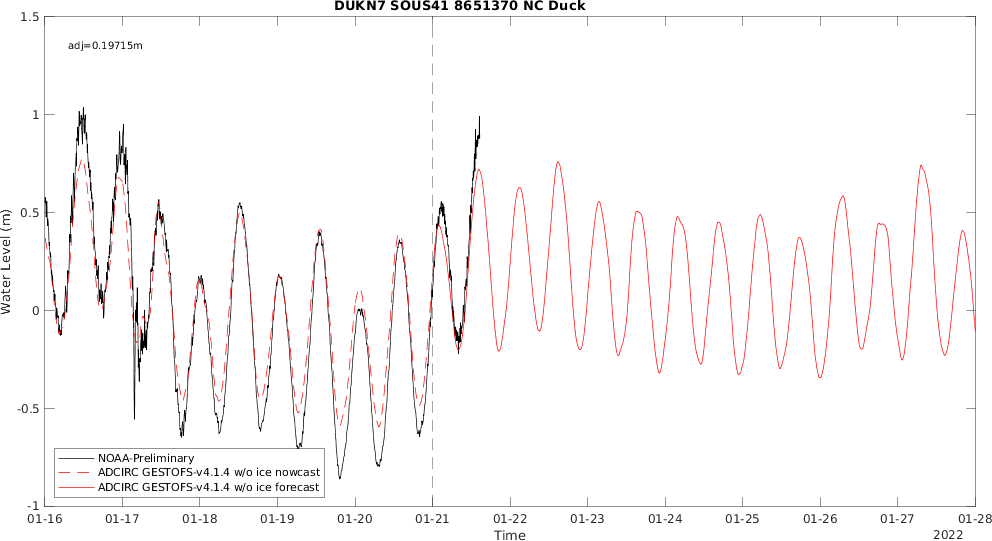 DUKN7 SOUS41 8651370 NC Duck
1.5
adj=0.19715m
1
0.5
Water Level (m)
0
-0.5
NOAA-Preliminary
ADCIRC GESTOFS-v4.1.4 w/o ice nowcast
ADCIRC GESTOFS-v4.1.4 w/o ice forecast
-1
01-16 01-17 01-18 01-19 01-20 01-21 01-22 01-23 01-24 01-25 01-26 01-27 01-28
Time
2022